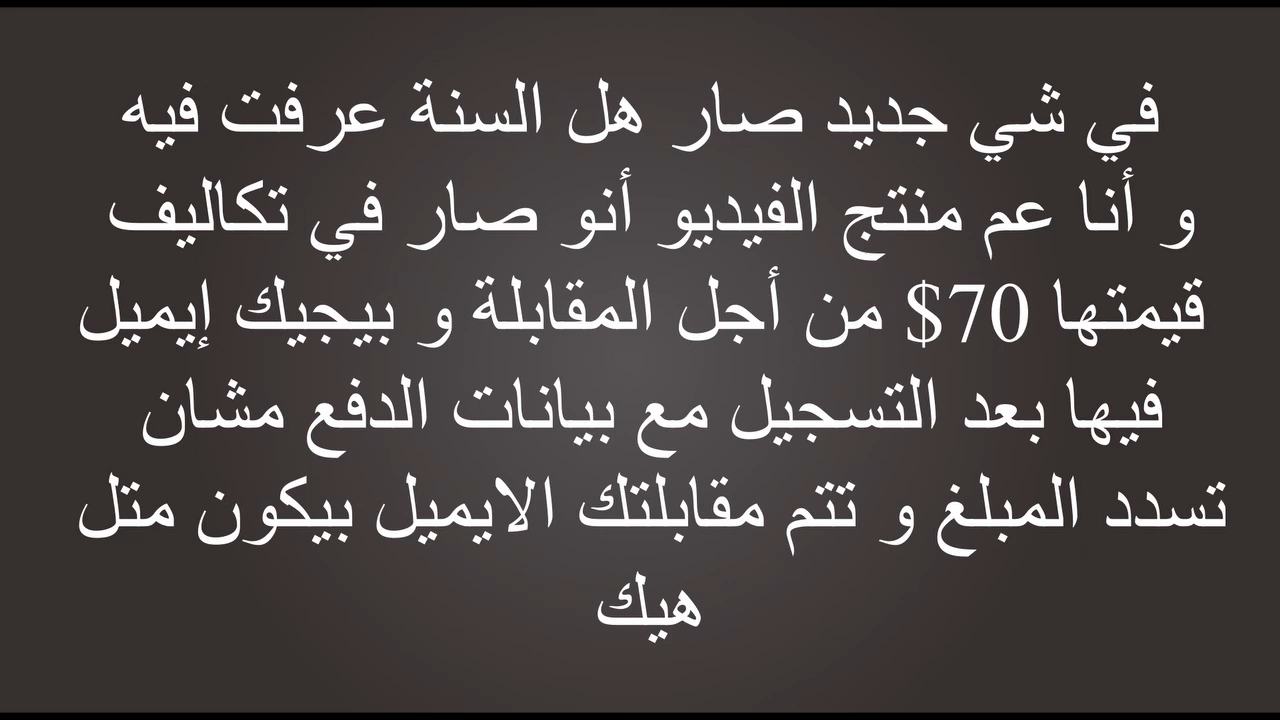 في شي جديد صار هل السنة عرفت فيه
و أنا عم منتج الفيديو أنو صار في تكاليف
قيمتها 70$ من أجل المقابلة و بيجيك إيميل
فيها بعد التسجيل مع بيانات الدفع مشان
تسدد المبلغ و تتم مقابلتك الايميل بيكون متل
هيك